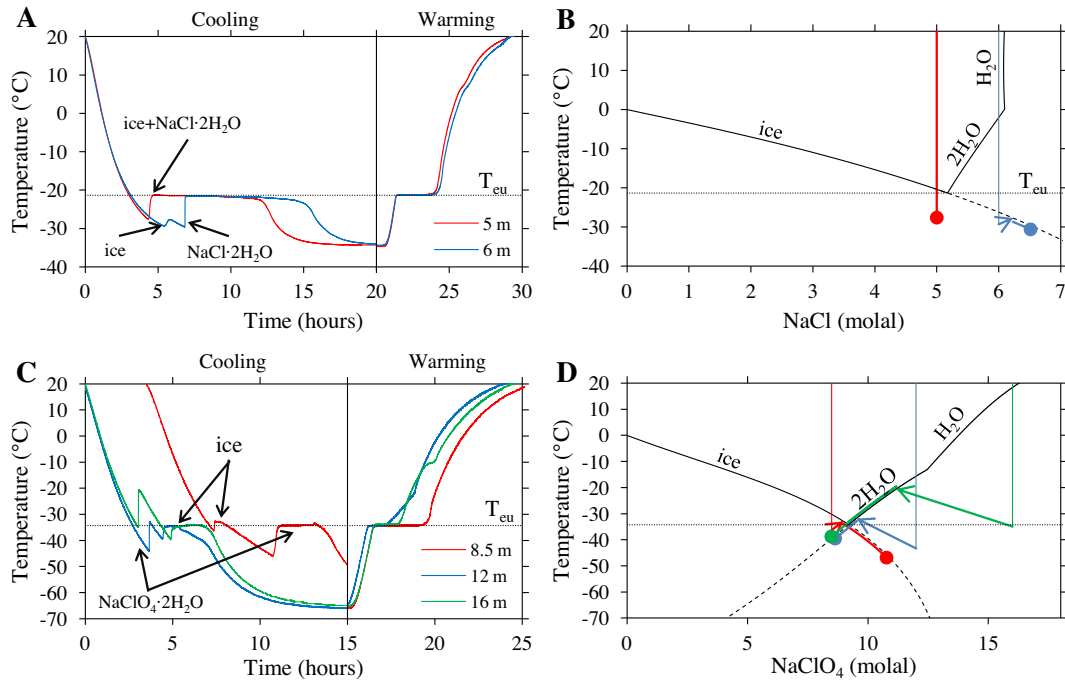 A
Cooling
Warming
Temperature (°C)
20
10
0
-10
-20
-30
-40
ice+NaCl·2H₂O
ice
NaCl·2H₂O
Tₑᵤ
5 m
6 m
0
5
10
15
20
25
30
Time (hours)
B
Temperature (°C)
20
10
0
-10
-20
-30
-40
ice
2H₂O
H₂O
Tₑᵤ
0
1
2
3
4
5
6
7
NaCl (molal)
C
Cooling
Warming
Temperature (°C)
20
10
0
-10
-20
-30
-40
-50
-60
-70
ice
NaClO₄·2H₂O
Tₑᵤ
8.5 m
12 m
16 m
0
5
10
15
20
25
Time (hours)
D
Temperature (°C)
20
10
0
-10
-20
-30
-40
-50
-60
-70
ice
2H₂O
H₂O
0
5
10
15
NaClO₄ (molal)